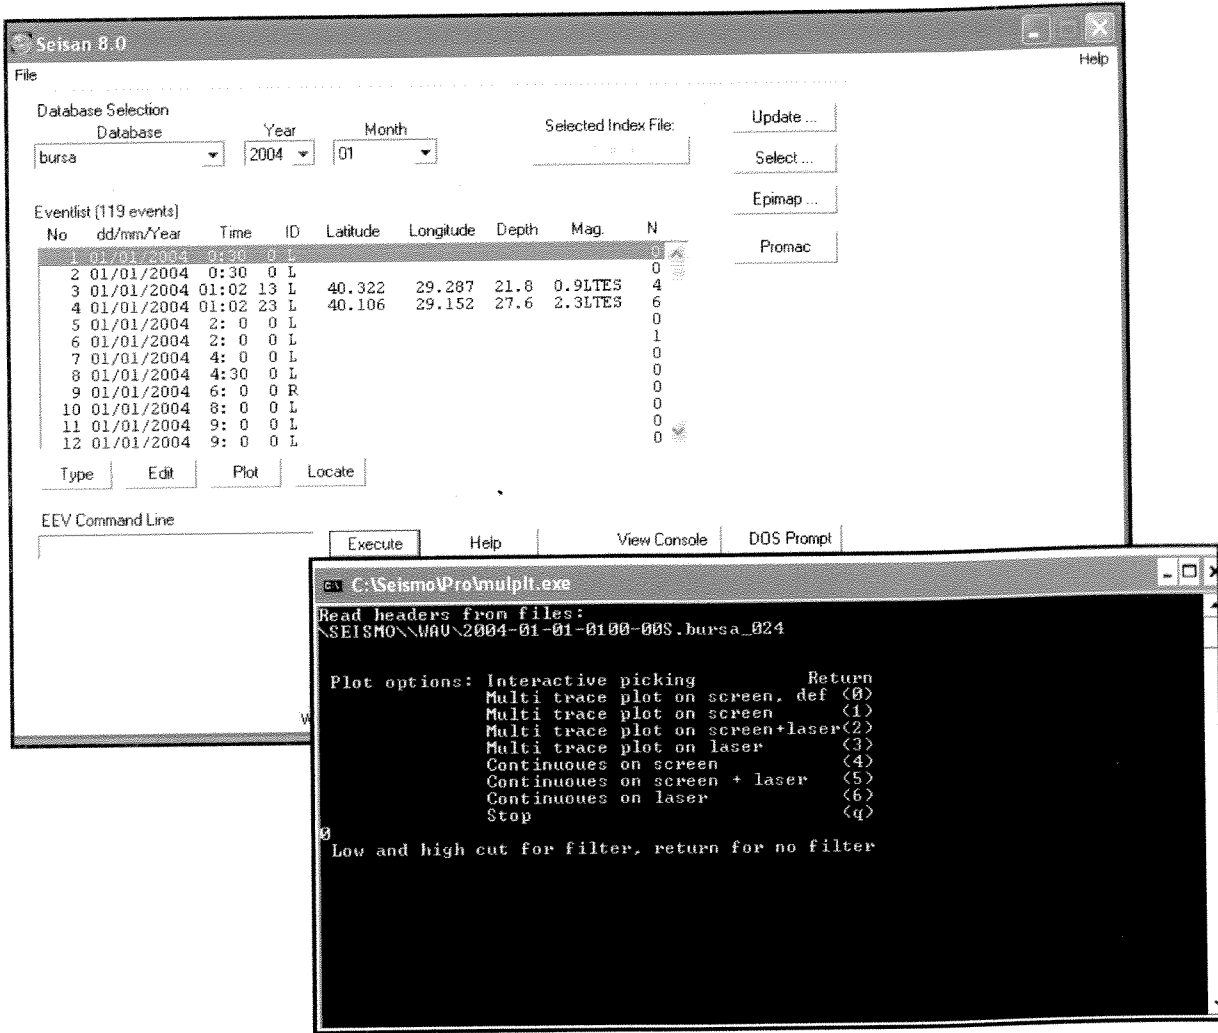 Seisan 8.0
File Help
Database Selection
Database Year Month Selected Index File: Update ...
bursa 2004 01 Select ...
Epimap ...
Eventlist (119 events)
No dd/mm/Year Time ID Latitude Longitude Depth Mag. N
Promac
1 01/01/2004 0:30 0 L 0
2 01/01/2004 0:30 0 L 0
3 01/01/2004 01:02 13 L 40.322 29.287 21.8 0.9LTES 4
4 01/01/2004 01:02 23 L 40.106 29.152 27.6 2.3LTES 6
5 01/01/2004 2: 0 0 L 0
6 01/01/2004 2: 0 0 L 1
7 01/01/2004 4: 0 0 L 0
8 01/01/2004 4:30 0 L 0
9 01/01/2004 6: 0 0 R 0
10 01/01/2004 8: 0 0 L 0
11 01/01/2004 9: 0 0 L 0
12 01/01/2004 9: 0 0 L 0
Type Edit Plot Locate
EEV Command Line
Execute Help View Console DOS Prompt
C:\Seismo\Pro\mulplt.exe
Read headers from files:
\SEISMO\\WAV\2004-01-01-0100-00S.bursa_024
Plot options: Interactive picking Return
Multi trace plot on screen, def (0)
Multi trace plot on screen (1)
Multi trace plot on screen+laser(2)
Multi trace plot on laser (3)
Continuoues on screen (4)
Continuoues on screen + laser (5)
Continuoues on laser (6)
Stop (q)
0
Low and high cut for filter, return for no filter